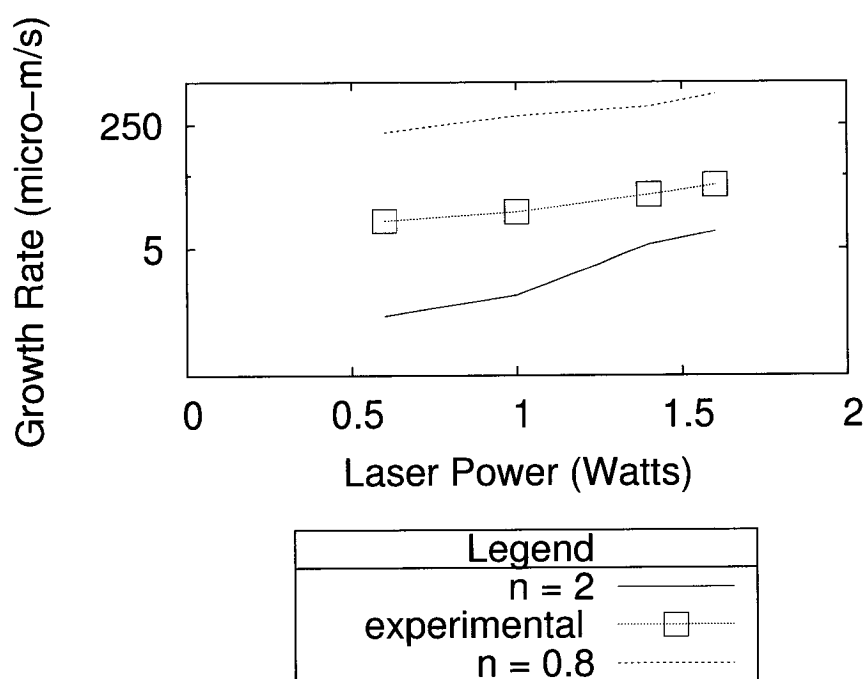 Growth Rate (micro-m/s)
250
5
0
0.5
1
1.5
2
Laser Power (Watts)
Legend
n = 2
experimental
n = 0.8